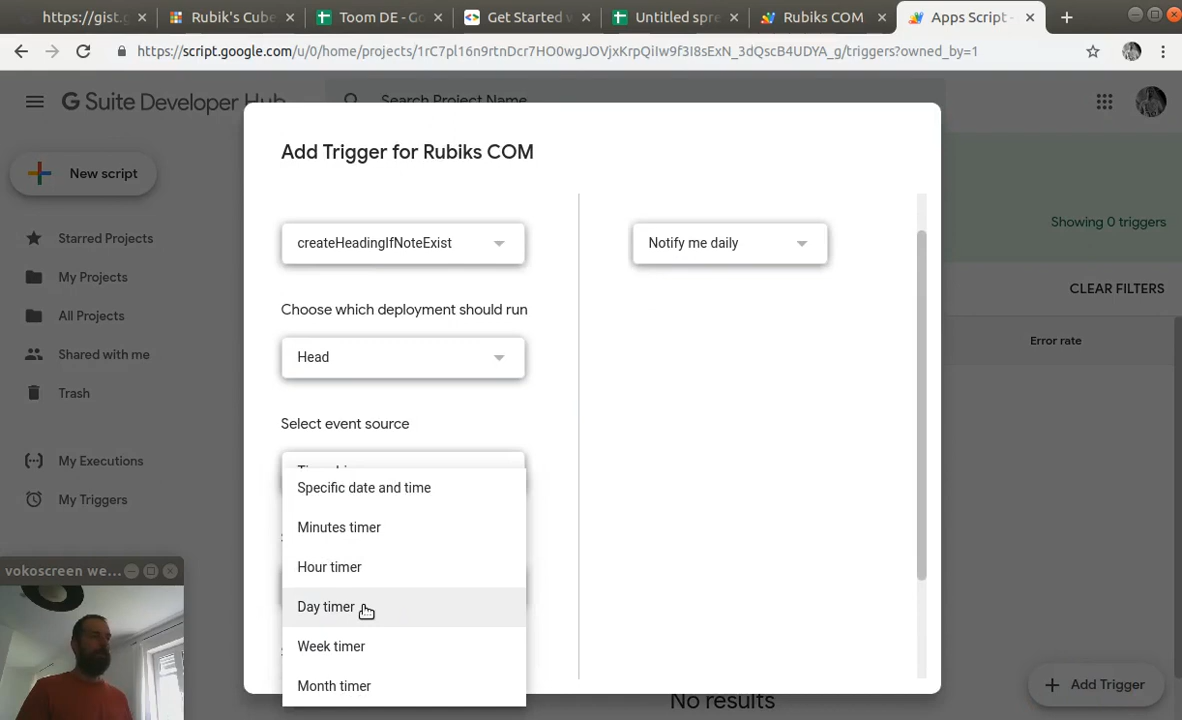 https://gist.g
Rubik's Cube
Toom DE - Go
Get Started w
Untitled spre
Rubiks COM
Apps Script -
https://script.google.com/u/0/home/projects/1rC7pl16n9rtnDcr7HO0wgJOVjxKrpQiIw9f3I8sExN_3dQscB4UDYA_g/triggers?owned_by=1
G Suite Developer Hub
Search Project Name
New script
Starred Projects
My Projects
All Projects
Shared with me
Trash
My Executions
My Triggers
Add Trigger for Rubiks COM
createHeadingIfNoteExist
Notify me daily
Choose which deployment should run
Head
Select event source
Specific date and time
Minutes timer
Hour timer
Day timer
Week timer
Month timer
Showing 0 triggers
CLEAR FILTERS
Error rate
Add Trigger
No results
vokoscreen we...